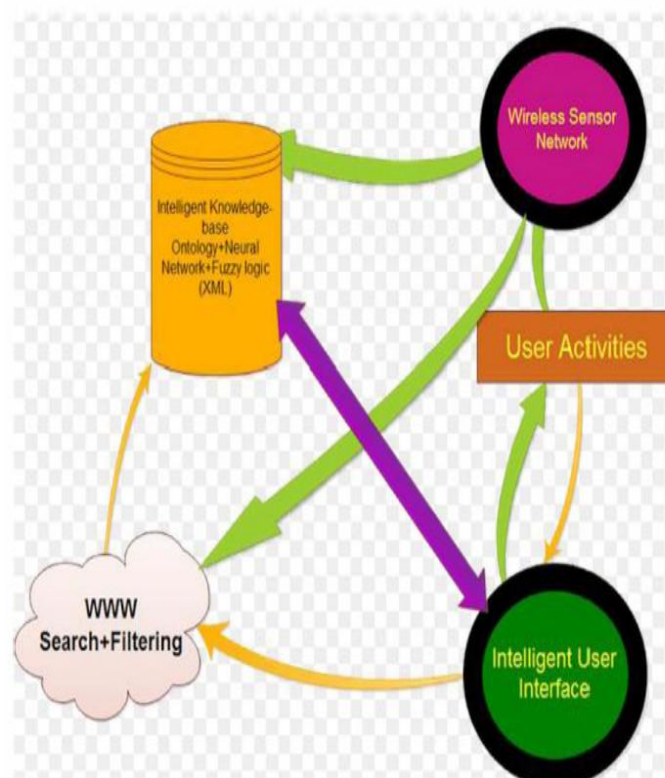 Wireless Sensor
Network
Intelligent Knowledge-
base
Ontology+Neural
Network+Fuzzy logic
(XML)
User Activities
WWW
Search+Filtering
Intelligent User
Interface